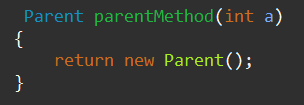 Parent parentMethod(int a)
{
    return new Parent();
}